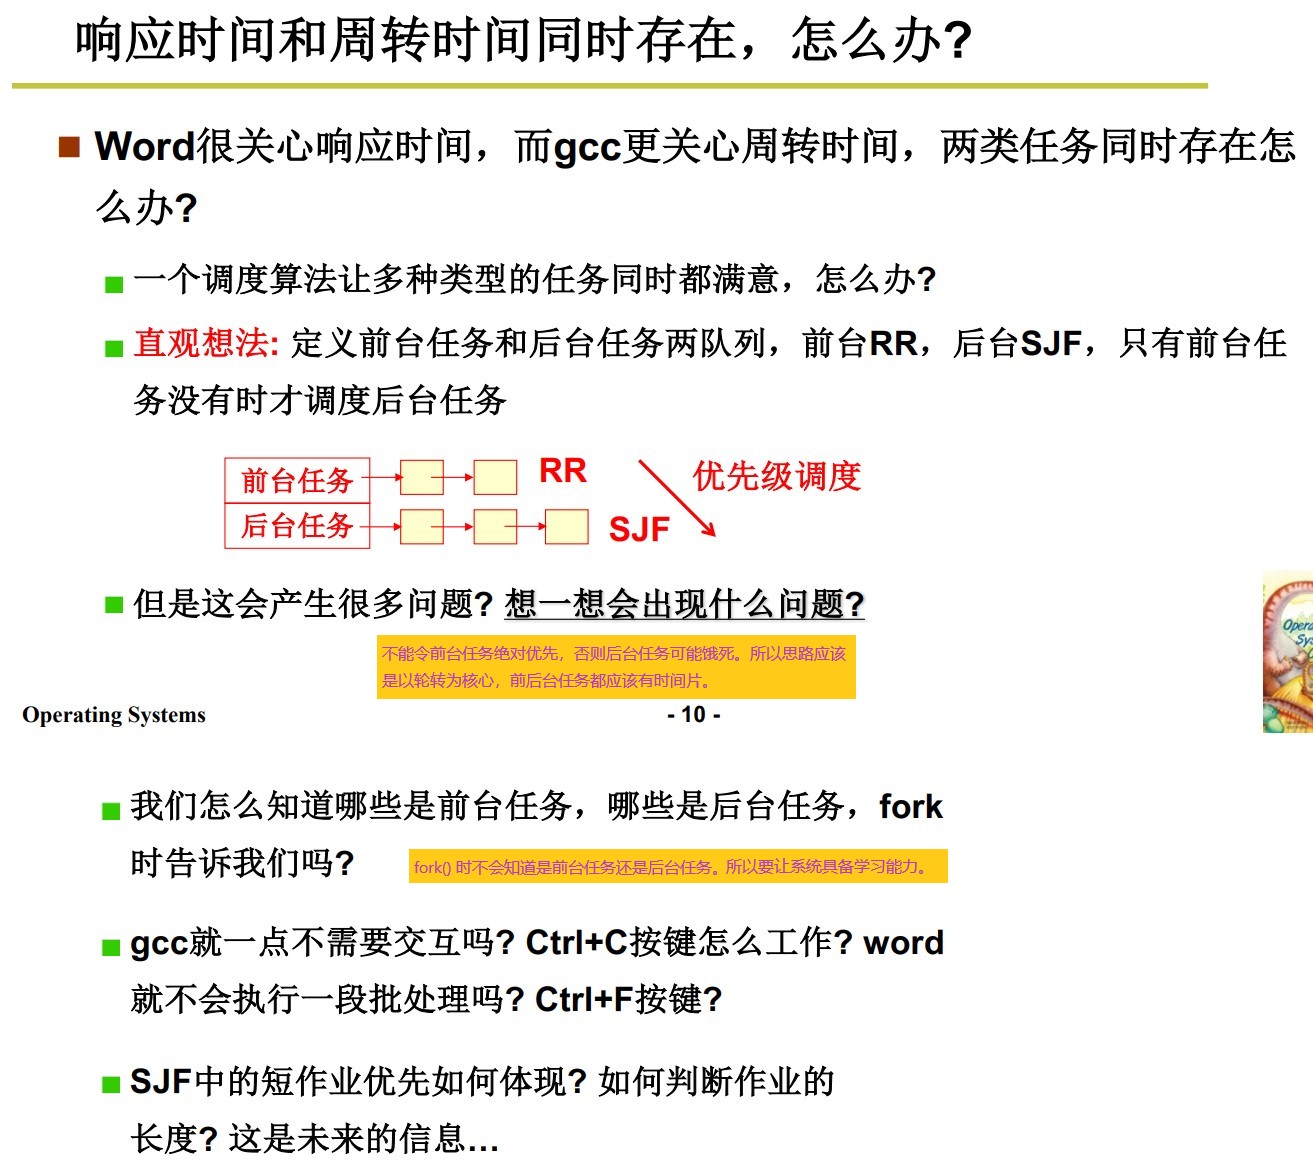 响应时间和周转时间同时存在，怎么办?
Word很关心响应时间，而gcc更关心周转时间，两类任务同时存在怎
么办?
一个调度算法让多种类型的任务同时都满意，怎么办?
直观想法: 定义前台任务和后台任务两队列，前台RR，后台SJF，只有前台任
务没有时才调度后台任务
前台任务
RR
优先级调度
后台任务
SJF
但是这会产生很多问题? 想一想会出现什么问题?
不能令前台任务绝对优先，否则后台任务可能饿死。所以思路应该
是以轮转为核心，前后台任务都应该有时间片。
Operating Systems
- 10 -
我们怎么知道哪些是前台任务，哪些是后台任务，fork
时告诉我们吗?
fork() 时不会知道是前台任务还是后台任务。所以要让系统具备学习能力。
gcc就一点不需要交互吗? Ctrl+C按键怎么工作? word
就不会执行一段批处理吗? Ctrl+F按键?
SJF中的短作业优先如何体现? 如何判断作业的
长度? 这是未来的信息...